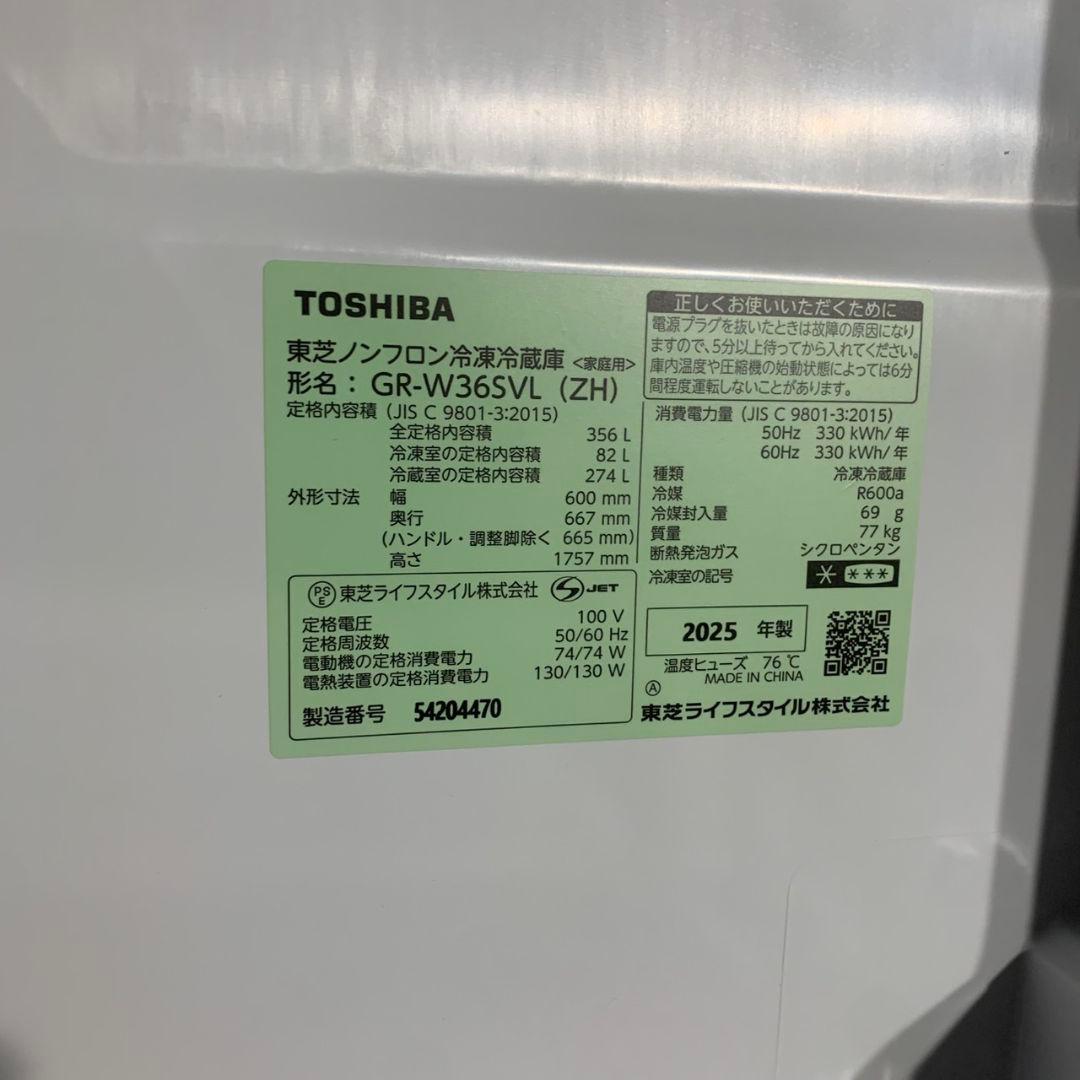 TOSHIBA
東芝ノンフロン冷凍冷蔵庫 <家庭用>
形名： GR-W36SVL (ZH)
定格内容積 (JIS C 9801-3:2015)
全定格内容積 356 L
冷凍室の定格内容積 82 L
冷蔵室の定格内容積 274 L
外形寸法 幅 600 mm
奥行 667 mm
(ハンドル・調整脚除く 665 mm)
高さ 1757 mm
PSE 東芝ライフスタイル株式会社 S JET
定格電圧 100 V
定格周波数 50/60 Hz
電動機の定格消費電力 74/74 W
電熱装置の定格消費電力 130/130 W
製造番号 54204470
正しくお使いいただくために
電源プラグを抜いたときは故障の原因になり
ますので、5分以上待ってから入れてください。
庫内温度や圧縮機の始動状態によっては6分
間程度運転しないことがあります。
消費電力量 (JIS C 9801-3:2015)
50Hz 330 kWh/年
60Hz 330 kWh/年
種類 冷凍冷蔵庫
冷媒 R600a
冷媒封入量 69 g
質量 77 kg
断熱発泡ガス シクロペンタン
冷凍室の記号 * ***
2025 年製
温度ヒューズ 76 ℃
MADE IN CHINA
Ⓐ
東芝ライフスタイル株式会社